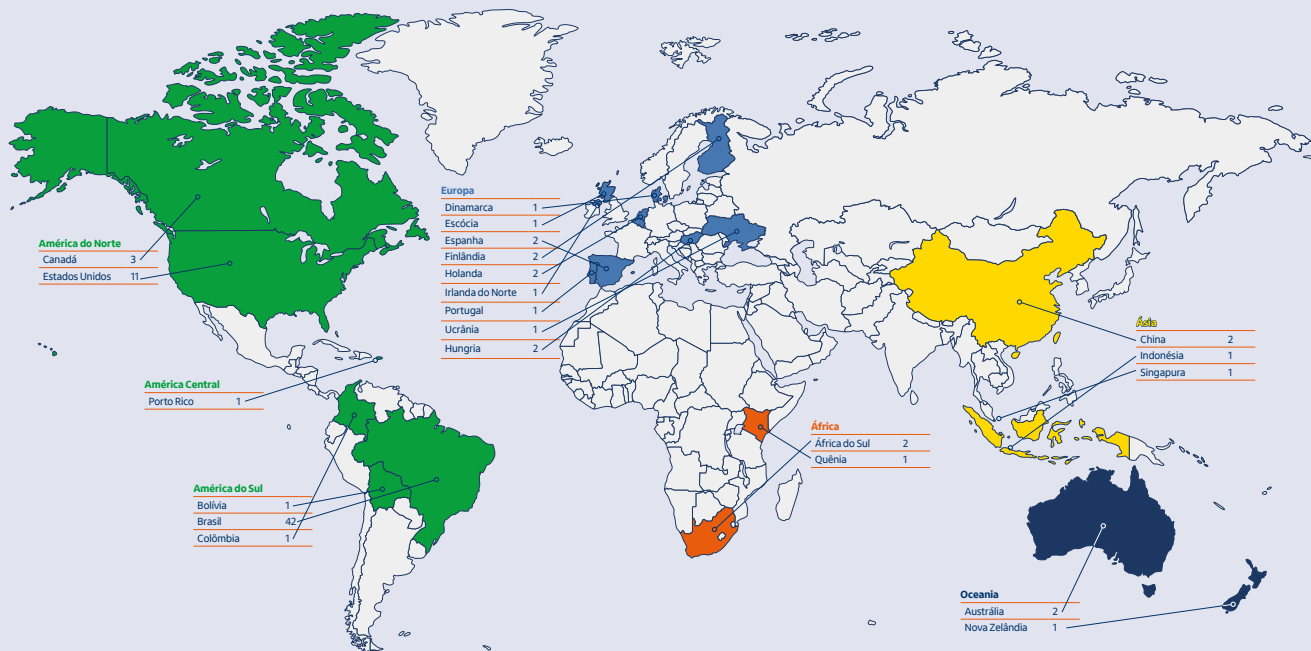 América do Norte
Canadá 3
Estados Unidos 11
América Central
Porto Rico 1
América do Sul
Bolívia 1
Brasil 42
Colômbia 1
Europa
Dinamarca 1
Escócia 1
Espanha 2
Finlândia 2
Holanda 2
Irlanda do Norte 1
Portugal 1
Ucrânia 1
Hungria 2
África
África do Sul 2
Quênia 1
Ásia
China 2
Indonésia 1
Singapura 1
Oceania
Austrália 2
Nova Zelândia 1